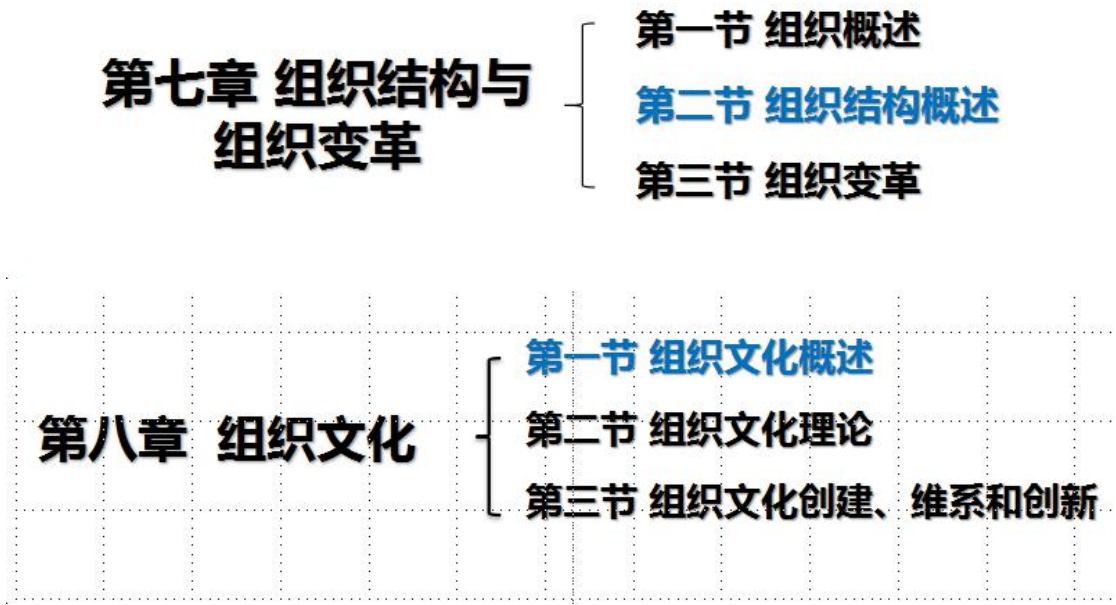 第一节 组织概述
第七章 组织结构与
组织变革
第二节 组织结构概述
第三节 组织变革
第一节 组织文化概述
第八章 组织文化
第二节 组织文化理论
第三节 组织文化创建、维系和创新